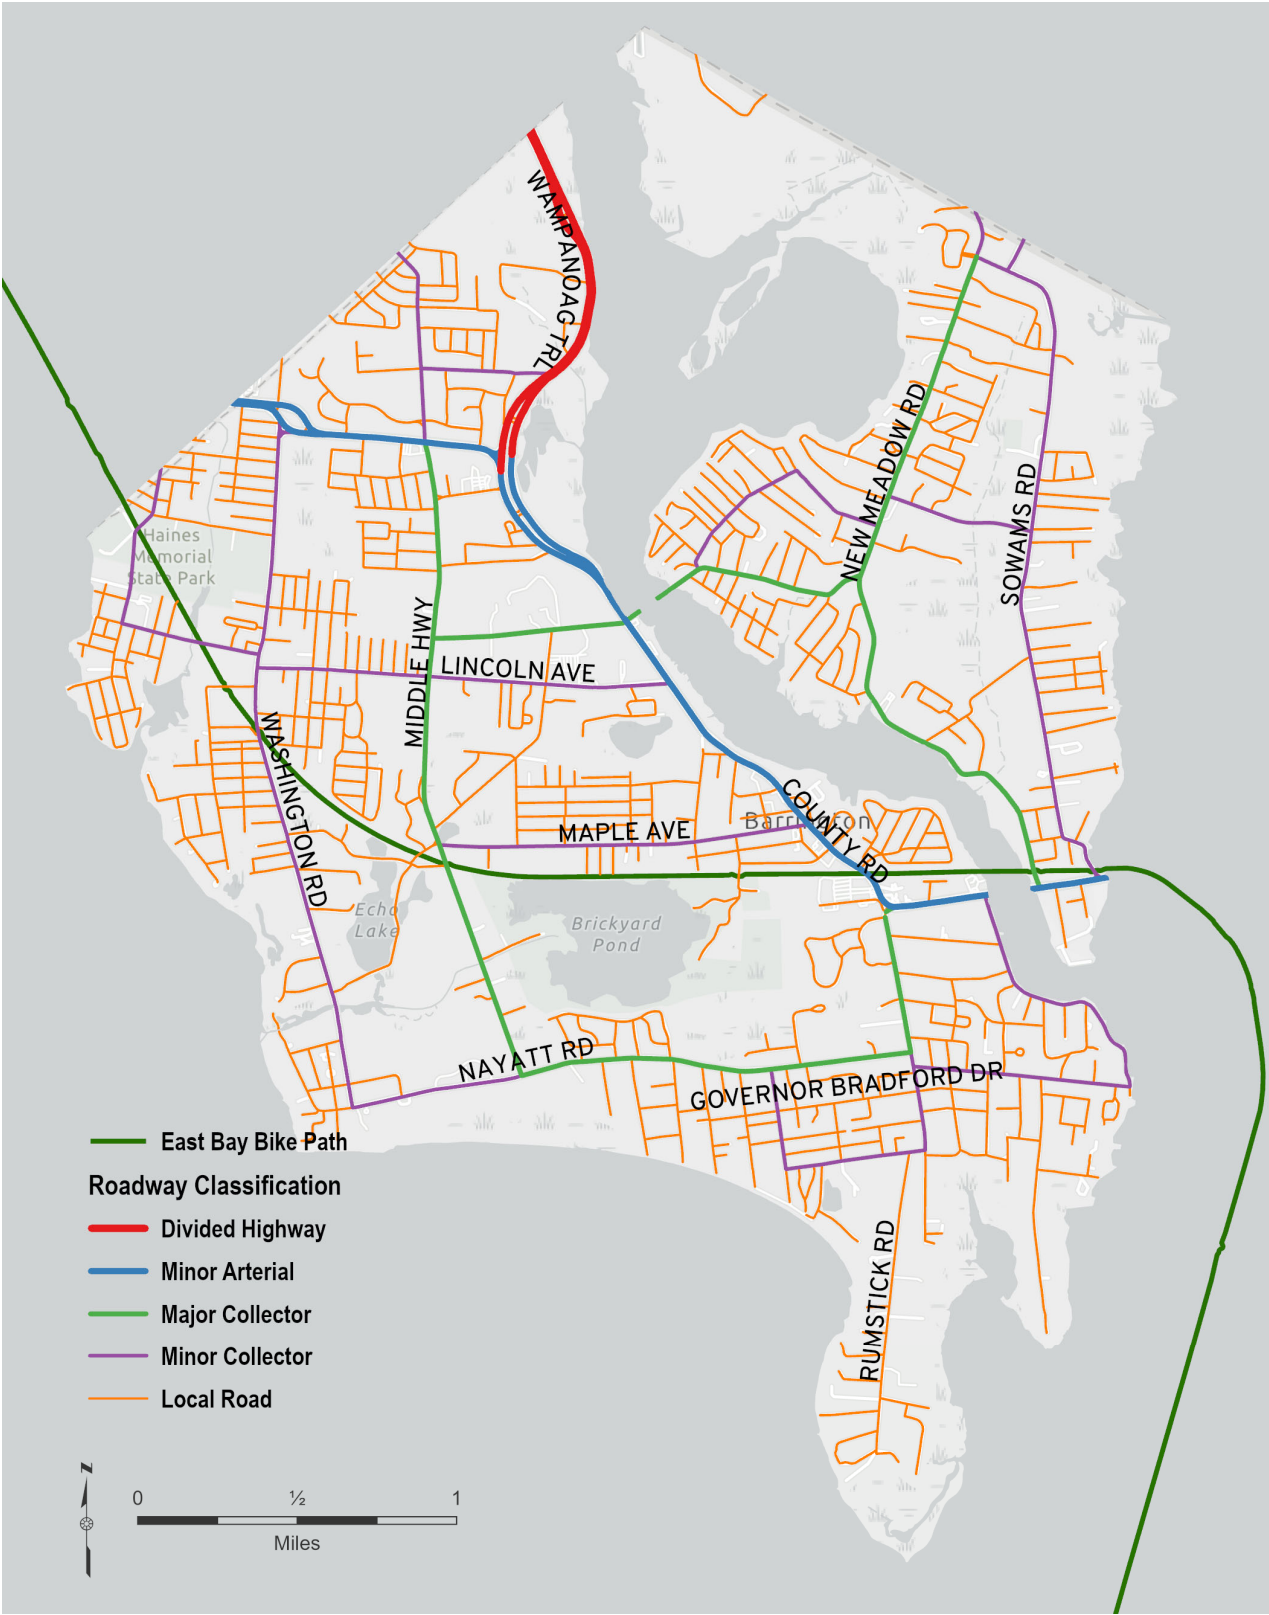 WAMPANOAG TRL
NEW MEADOW RD
SOWAMS RD
Haines
Memorial
State Park
MIDDLE HWY
LINCOLN AVE
WASHINGTON RD
COUNTY RD
Barrington
MAPLE AVE
Echo
Lake
Brickyard
Pond
NAYATT RD
GOVERNOR BRADFORD DR
RUMSTICK RD
East Bay Bike Path
Roadway Classification
Divided Highway
Minor Arterial
Major Collector
Minor Collector
Local Road
N
0 ½ 1
Miles